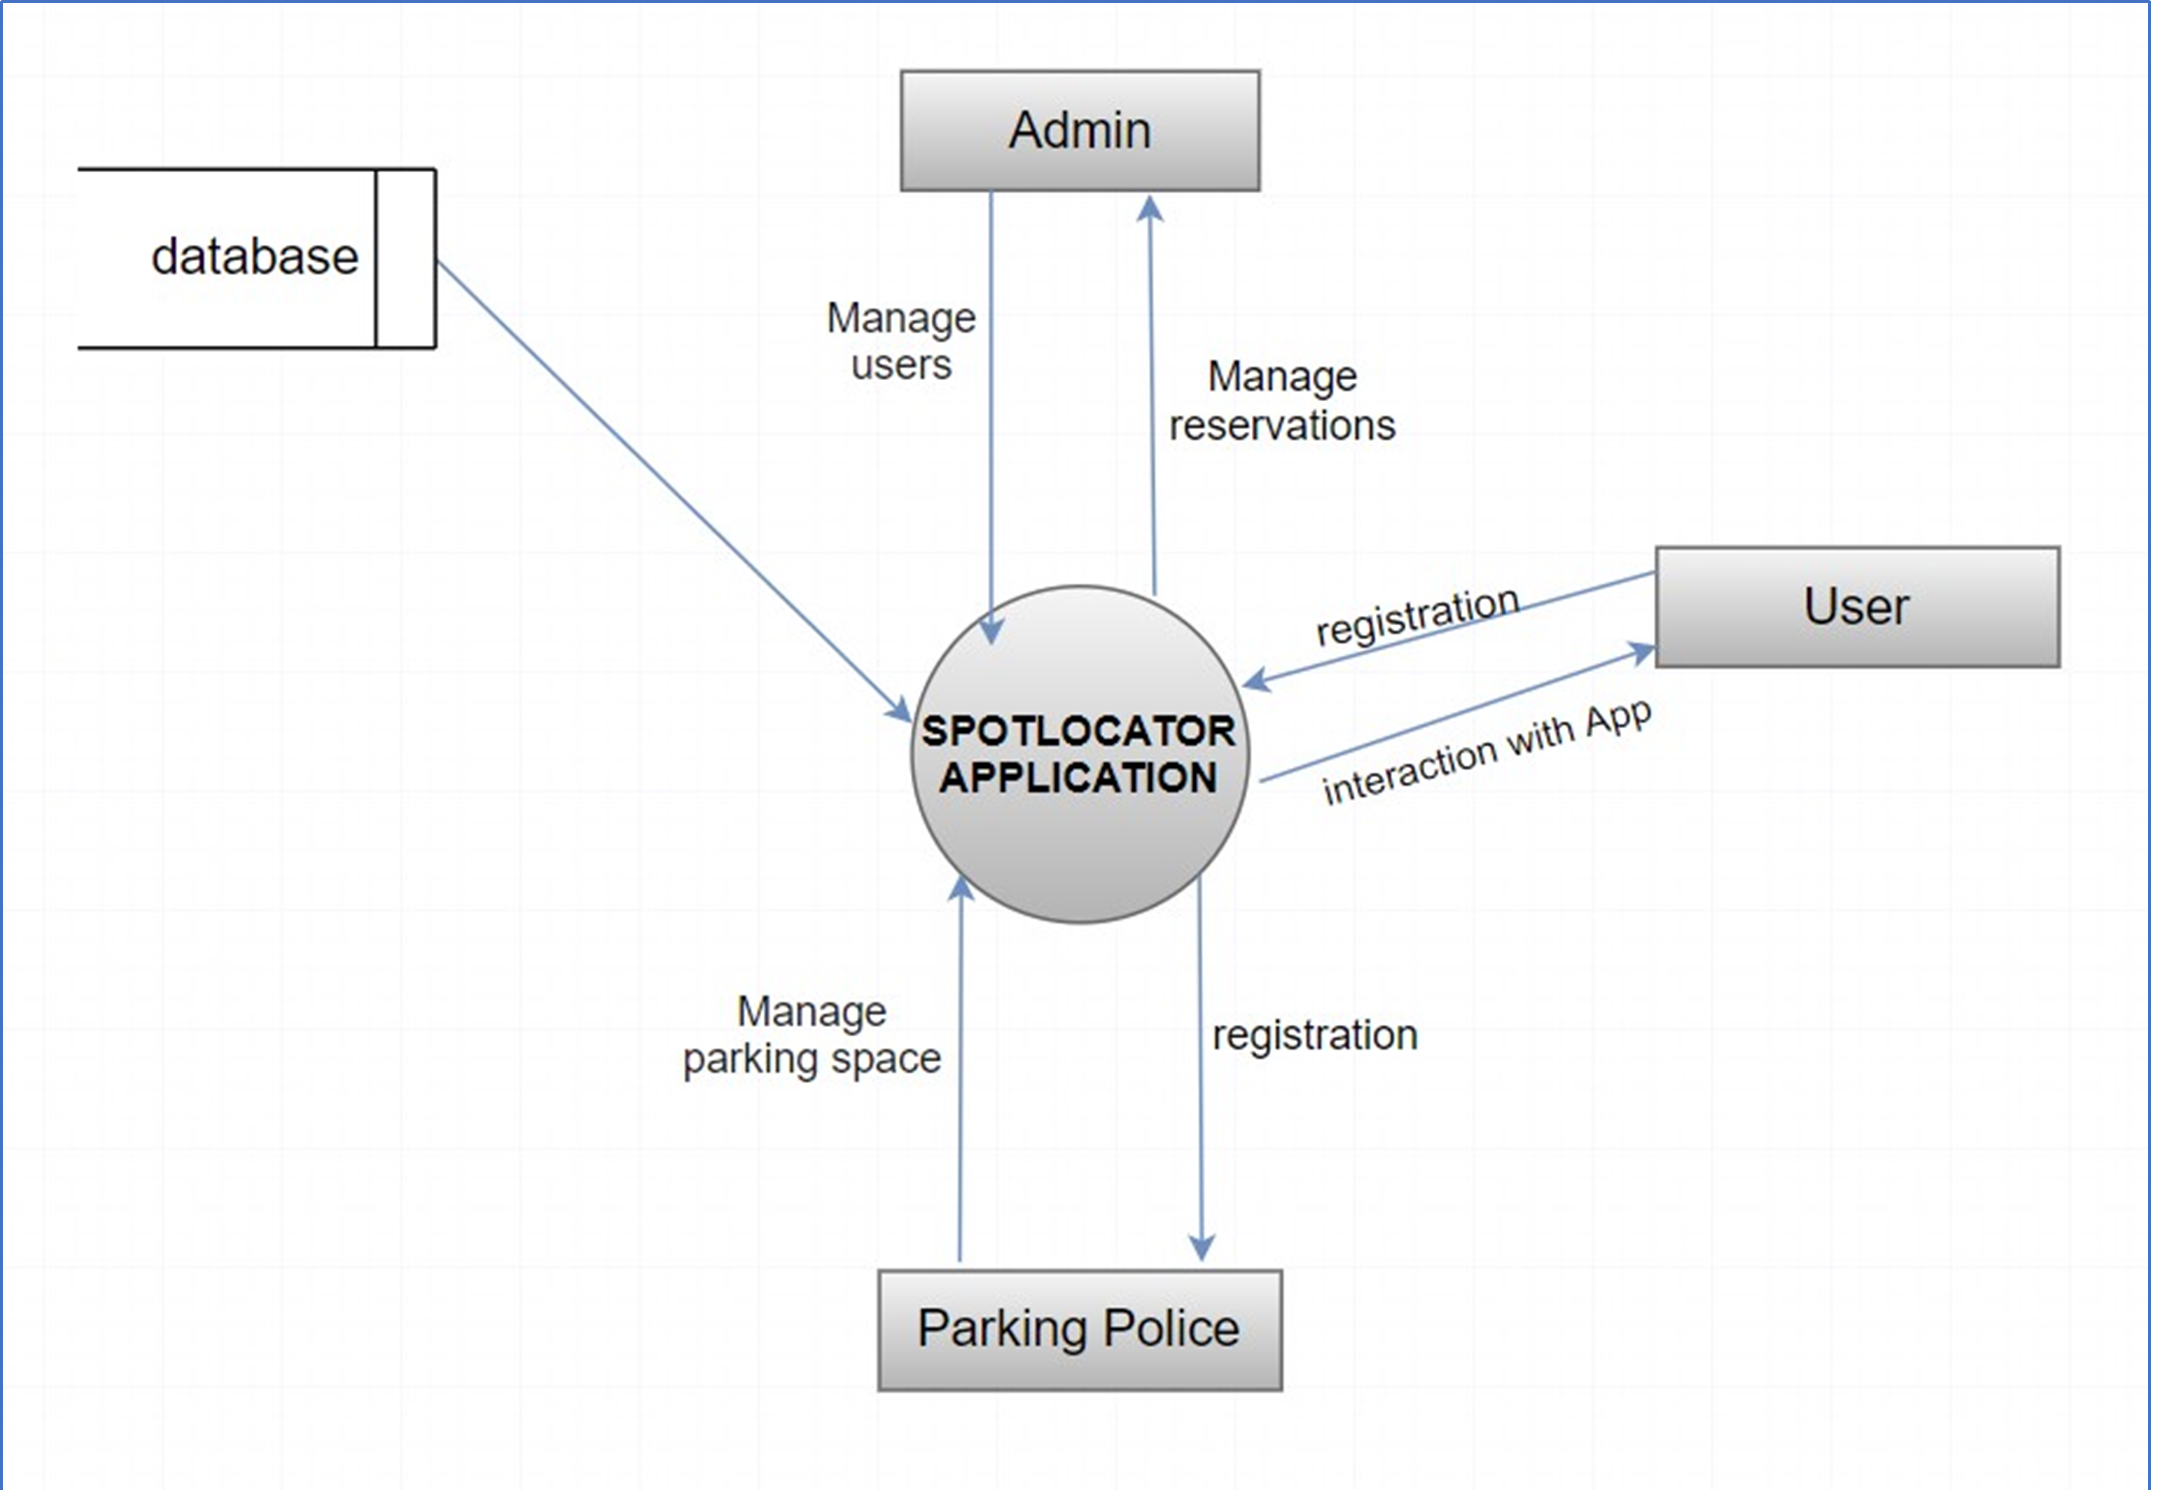 Admin
database
Manage
users
Manage
reservations
registration
User
interaction with App
SPOTLOCATOR
APPLICATION
Manage
parking space
registration
Parking Police